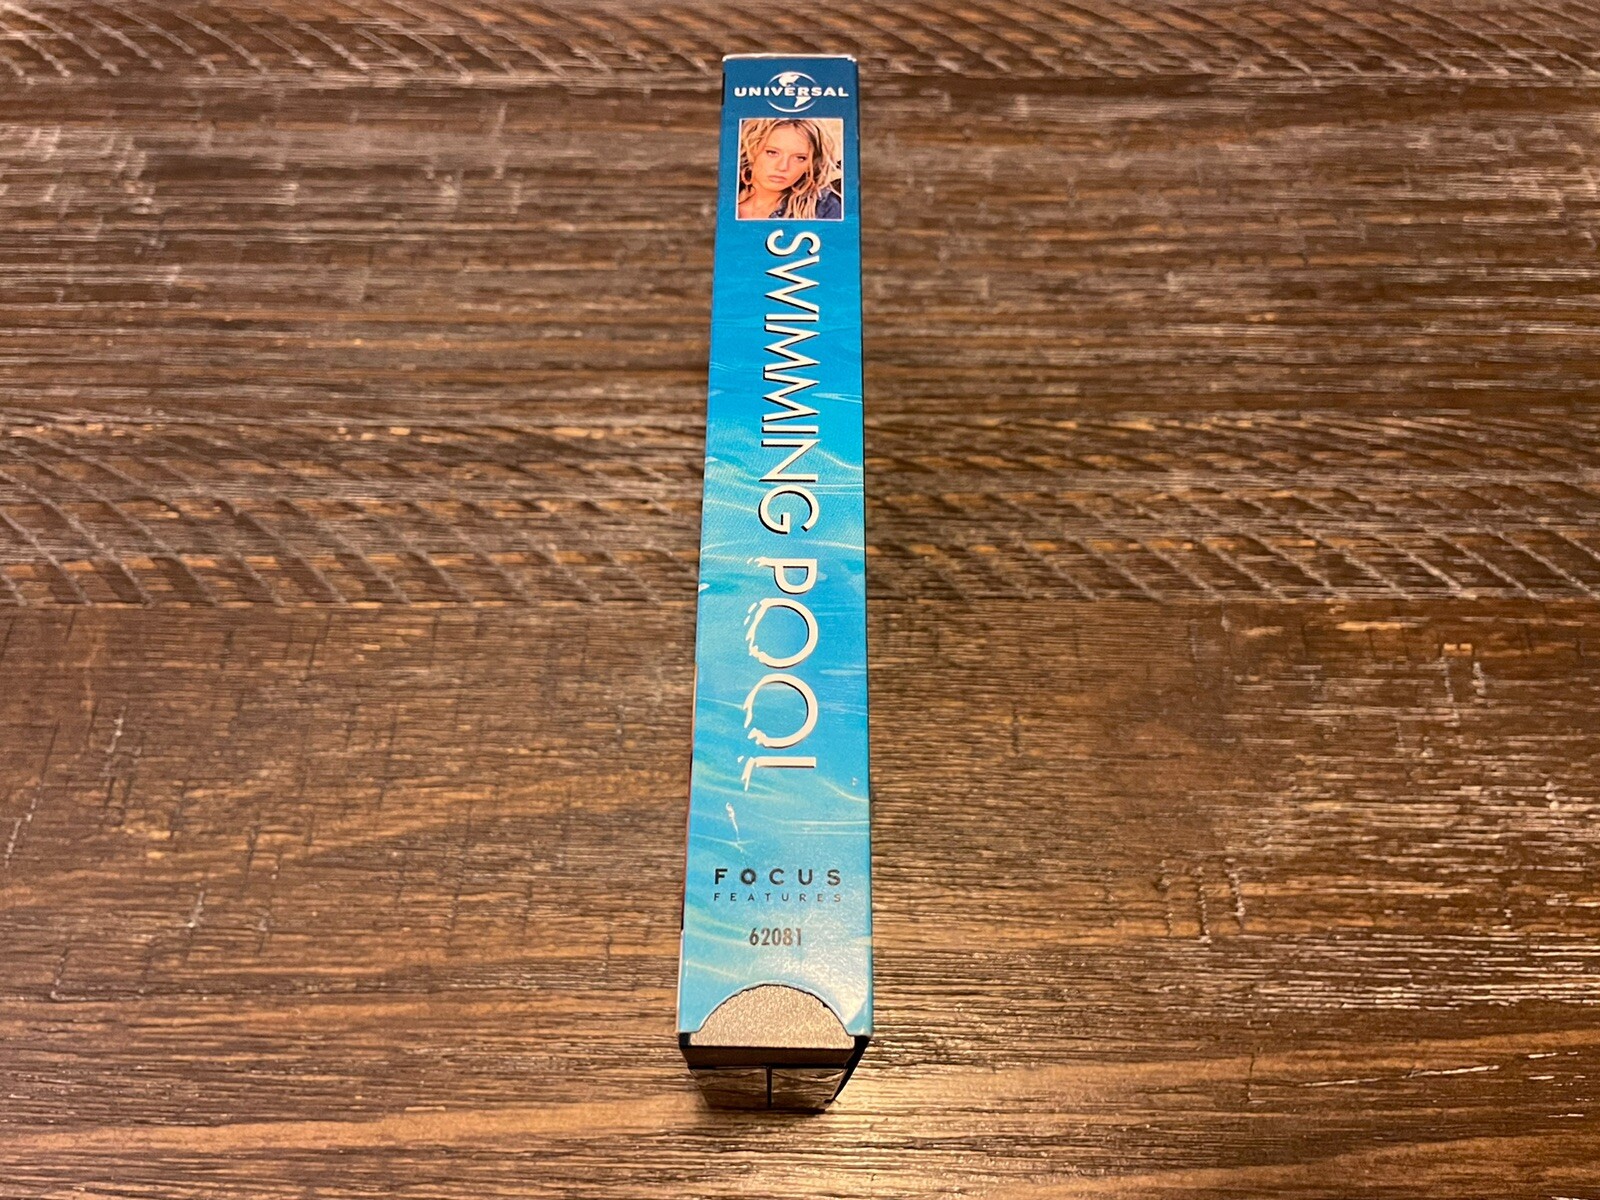 UNIVERSAL
SWIMMING POOL
FOCUS
FEATURES
62081